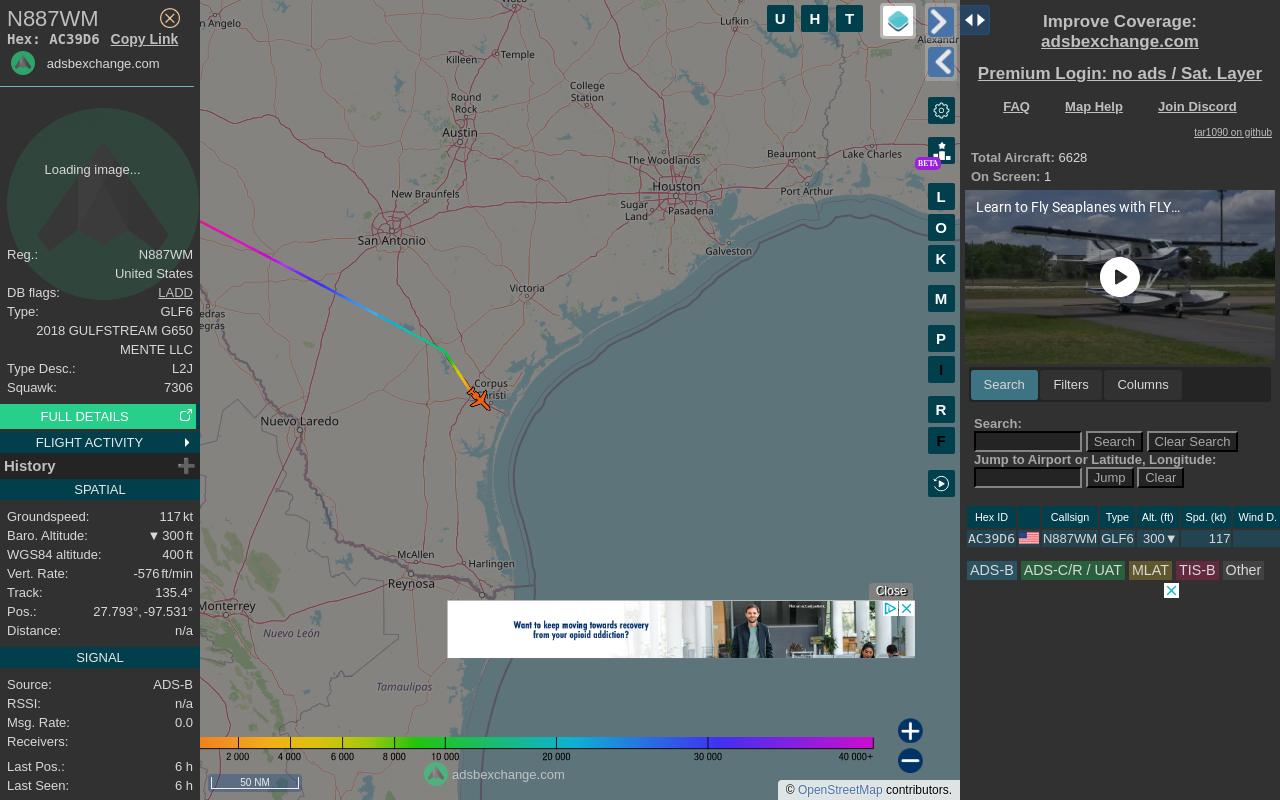 N887WM
Hex: AC39D6 Copy Link
adsbexchange.com
Loading image...
Reg.: N887WM
United States
DB flags: LADD
Type: GLF6
2018 GULFSTREAM G650
MENTE LLC
Type Desc.: L2J
Squawk: 7306
FULL DETAILS
FLIGHT ACTIVITY
History
SPATIAL
Groundspeed: 117 kt
Baro. Altitude: ▼ 300 ft
WGS84 altitude: 400 ft
Vert. Rate: -576 ft/min
Track: 135.4°
Pos.: 27.793°, -97.531°
Distance: n/a
SIGNAL
Source: ADS-B
RSSI: n/a
Msg. Rate: 0.0
Receivers:
Last Pos.: 6 h
Last Seen: 6 h
n Angelo
Waco
Lufkin
Alexandri
Killeen
Temple
College
Station
Round
Rock
Austin
The Woodlands
Beaumont
Lake Charles
New Braunfels
Houston
Port Arthur
Sugar
Land
Pasadena
San Antonio
Galveston
Victoria
edras
egras
Corpus
risti
Nuevo Laredo
McAllen
Harlingen
Reynosa
Monterrey
Nuevo León
Tamaulipas
U H T
BETA
L
O
K
M
P
I
R
F
Close
Want to keep moving towards recovery
from your opioid addiction?
2 000 4 000 6 000 8 000 10 000 20 000 30 000 40 000+
adsbexchange.com
50 NM
© OpenStreetMap contributors.
Improve Coverage:
adsbexchange.com
Premium Login: no ads / Sat. Layer
FAQ Map Help Join Discord
tar1090 on github
Total Aircraft: 6628
On Screen: 1
Learn to Fly Seaplanes with FLY...
Search Filters Columns
Search:
Search Clear Search
Jump to Airport or Latitude, Longitude:
Jump Clear
Hex ID Callsign Type Alt. (ft) Spd. (kt) Wind D.
AC39D6 N887WM GLF6 300▼ 117
ADS-B ADS-C/R / UAT MLAT TIS-B Other